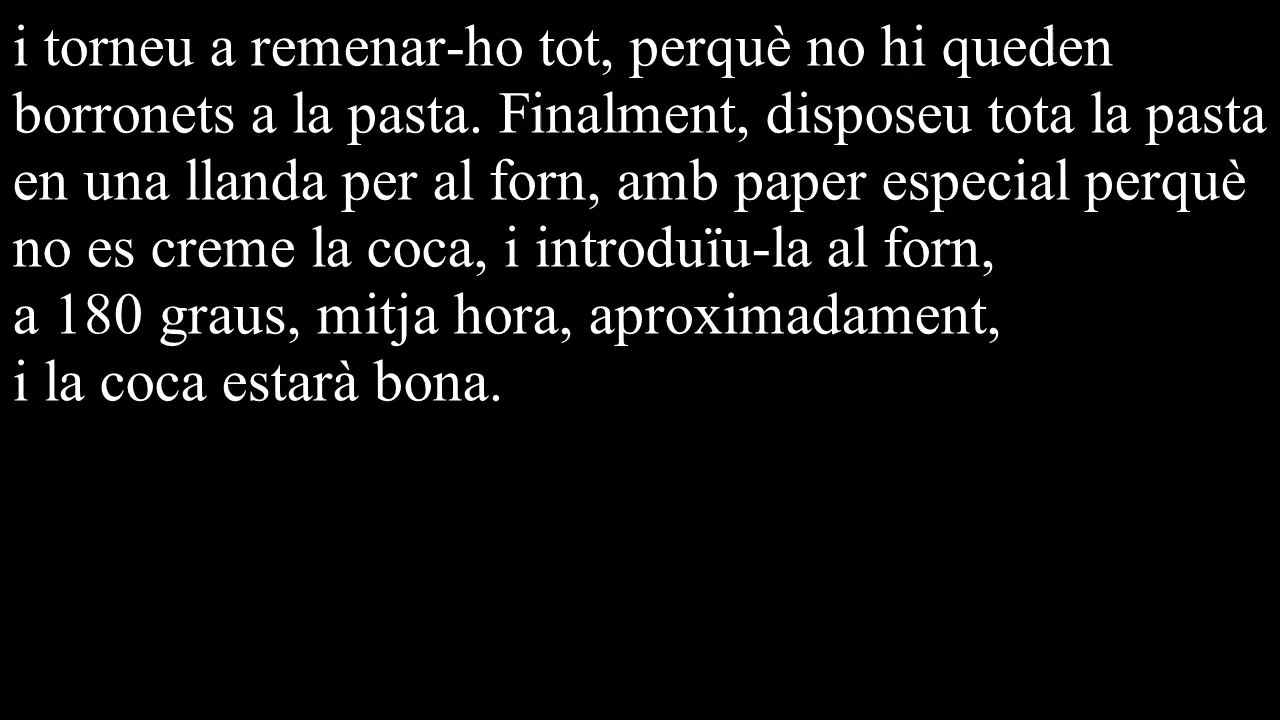 i torneu a remenar-ho tot, perquè no hi queden
borronets a la pasta. Finalment, disposeu tota la pasta
en una llanda per al forn, amb paper especial perquè
no es creme la coca, i introduïu-la al forn,
a 180 graus, mitja hora, aproximadament,
i la coca estarà bona.